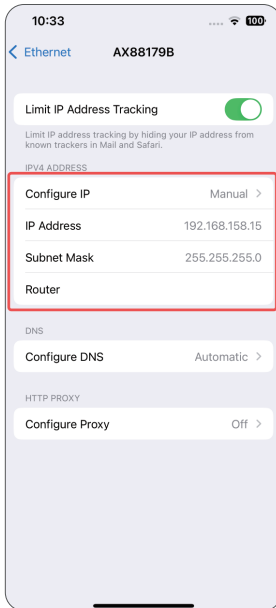 10:33
.... 100
Ethernet AX88179B
Limit IP Address Tracking
Limit IP address tracking by hiding your IP address from
known trackers in Mail and Safari.
IPV4 ADDRESS
Configure IP Manual >
IP Address 192.168.158.15
Subnet Mask 255.255.255.0
Router
DNS
Configure DNS Automatic >
HTTP PROXY
Configure Proxy Off >